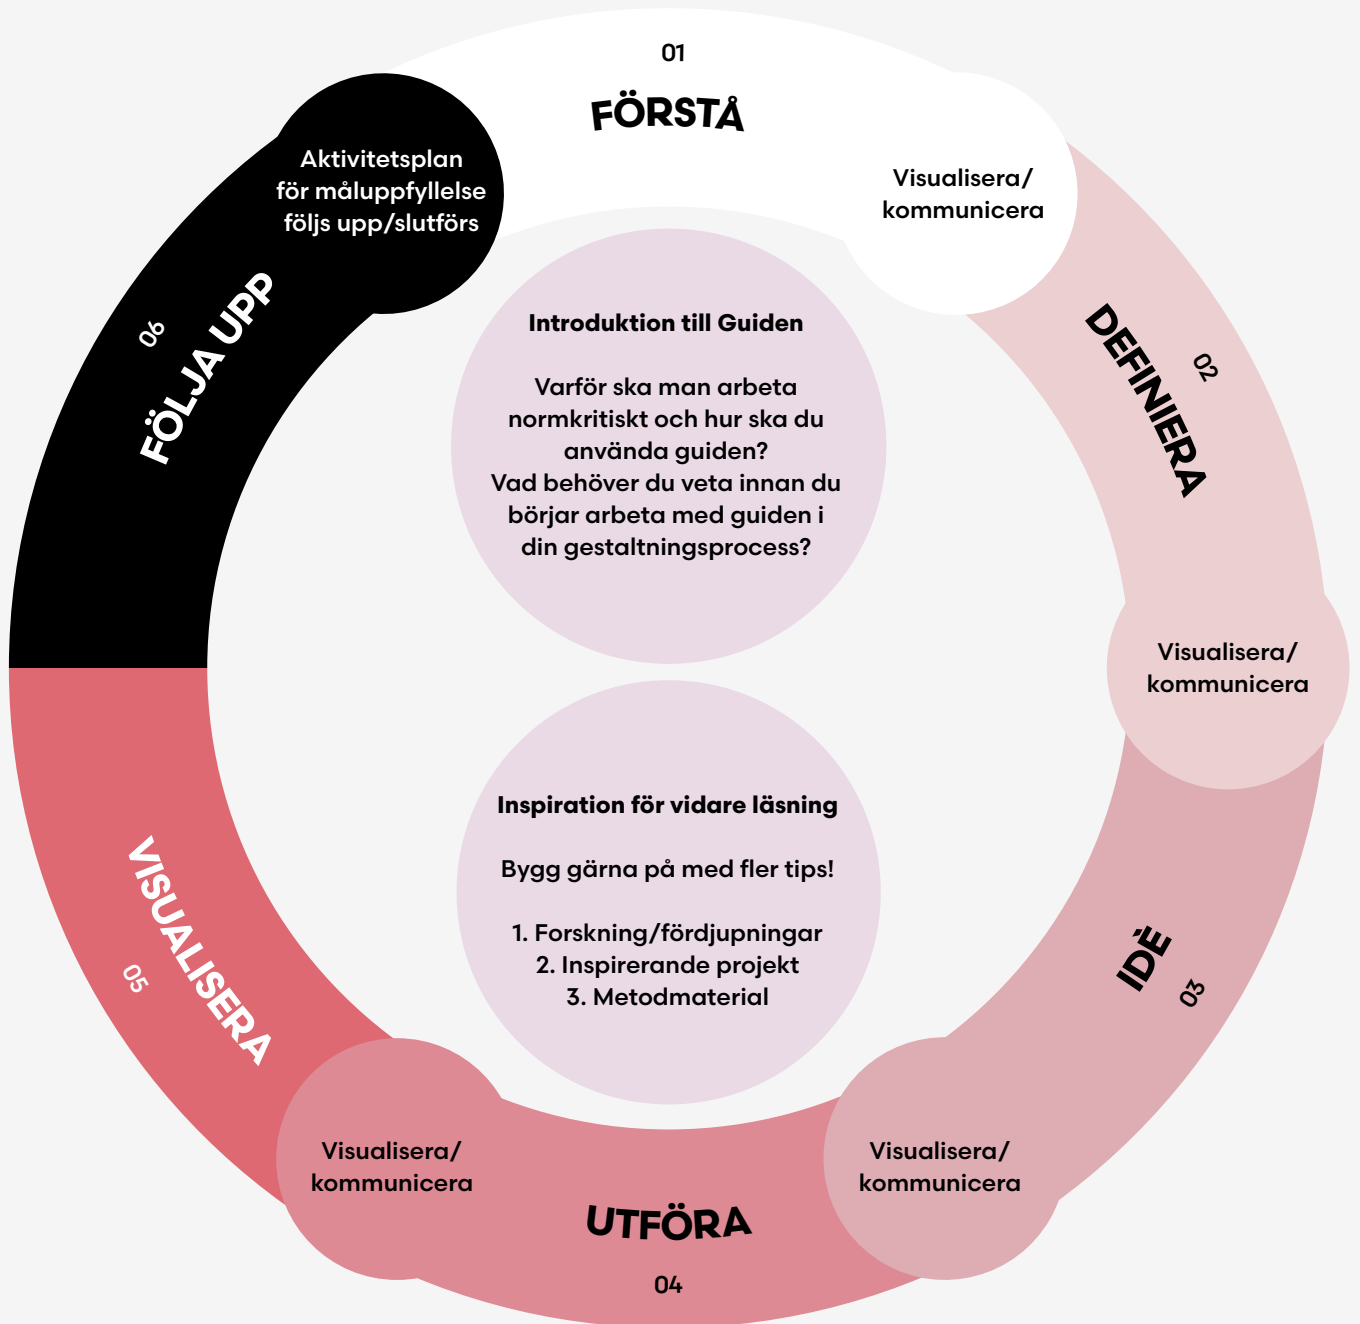 01
FÖRSTÅ
Visualisera/
kommunicera
02
DEFINIERA
Visualisera/
kommunicera
03
IDÉ
Visualisera/
kommunicera
UTFÖRA
04
Visualisera/
kommunicera
05
VISUALISERA
06
FÖLJA UPP
Aktivitetsplan
för måluppfyllelse
följs upp/slutförs
Introduktion till Guiden
Varför ska man arbeta
normkritiskt och hur ska du
använda guiden?
Vad behöver du veta innan du
börjar arbeta med guiden i
din gestaltningsprocess?
Inspiration för vidare läsning
Bygg gärna på med fler tips!
1. Forskning/fördjupningar
2. Inspirerande projekt
3. Metodmaterial